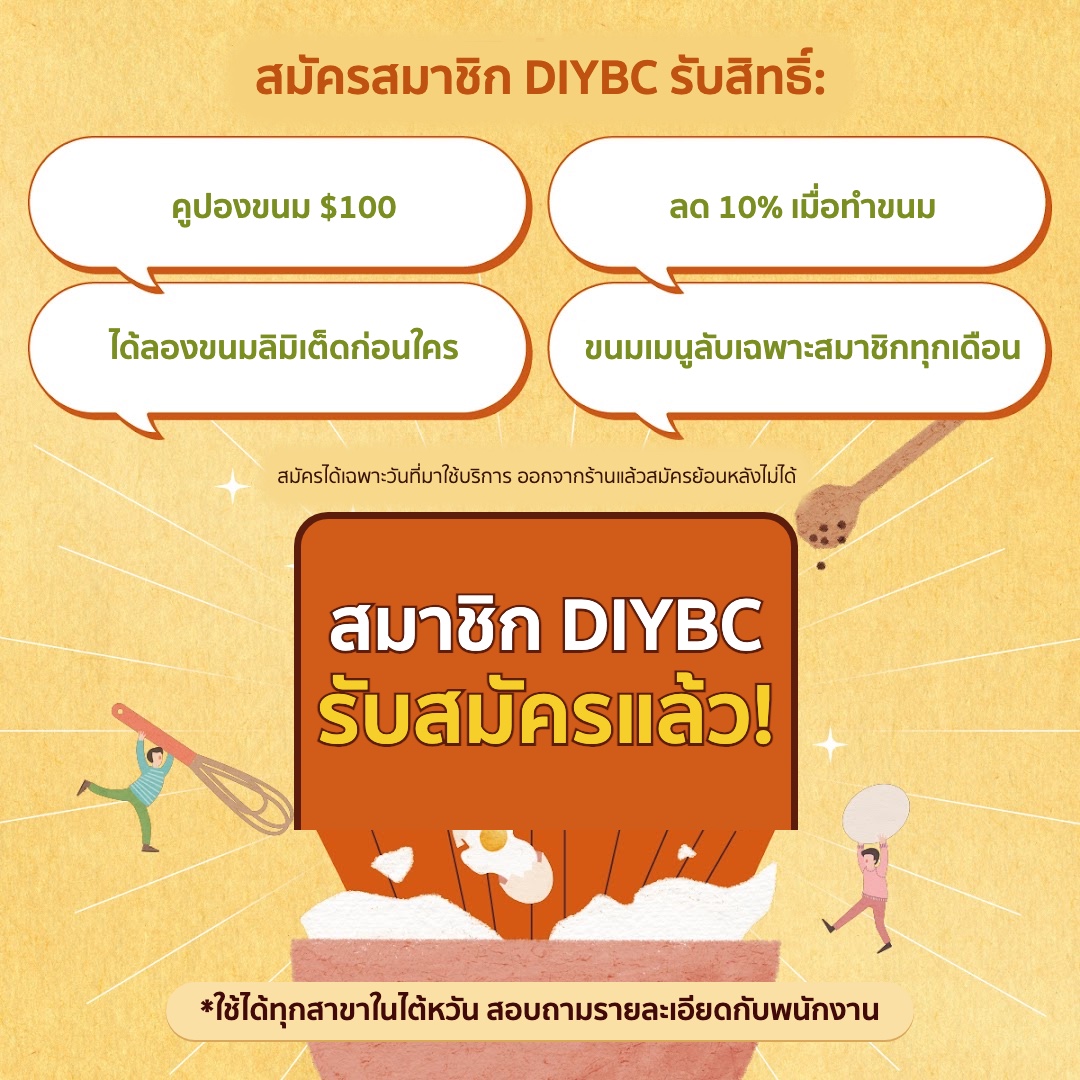 สมัครสมาชิก DIYBC รับสิทธิ์:
คูปองขนม $100
ลด 10% เมื่อทำขนม
ได้ลองขนมลิมิเต็ดก่อนใคร
ขนมเมนูลับเฉพาะสมาชิกทุกเดือน
สมัครได้เฉพาะวันที่มาใช้บริการ ออกจากร้านแล้วสมัครย้อนหลังไม่ได้
สมาชิก DIYBC
รับสมัครแล้ว!
*ใช้ได้ทุกสาขาในไต้หวัน สอบถามรายละเอียดกับพนักงาน